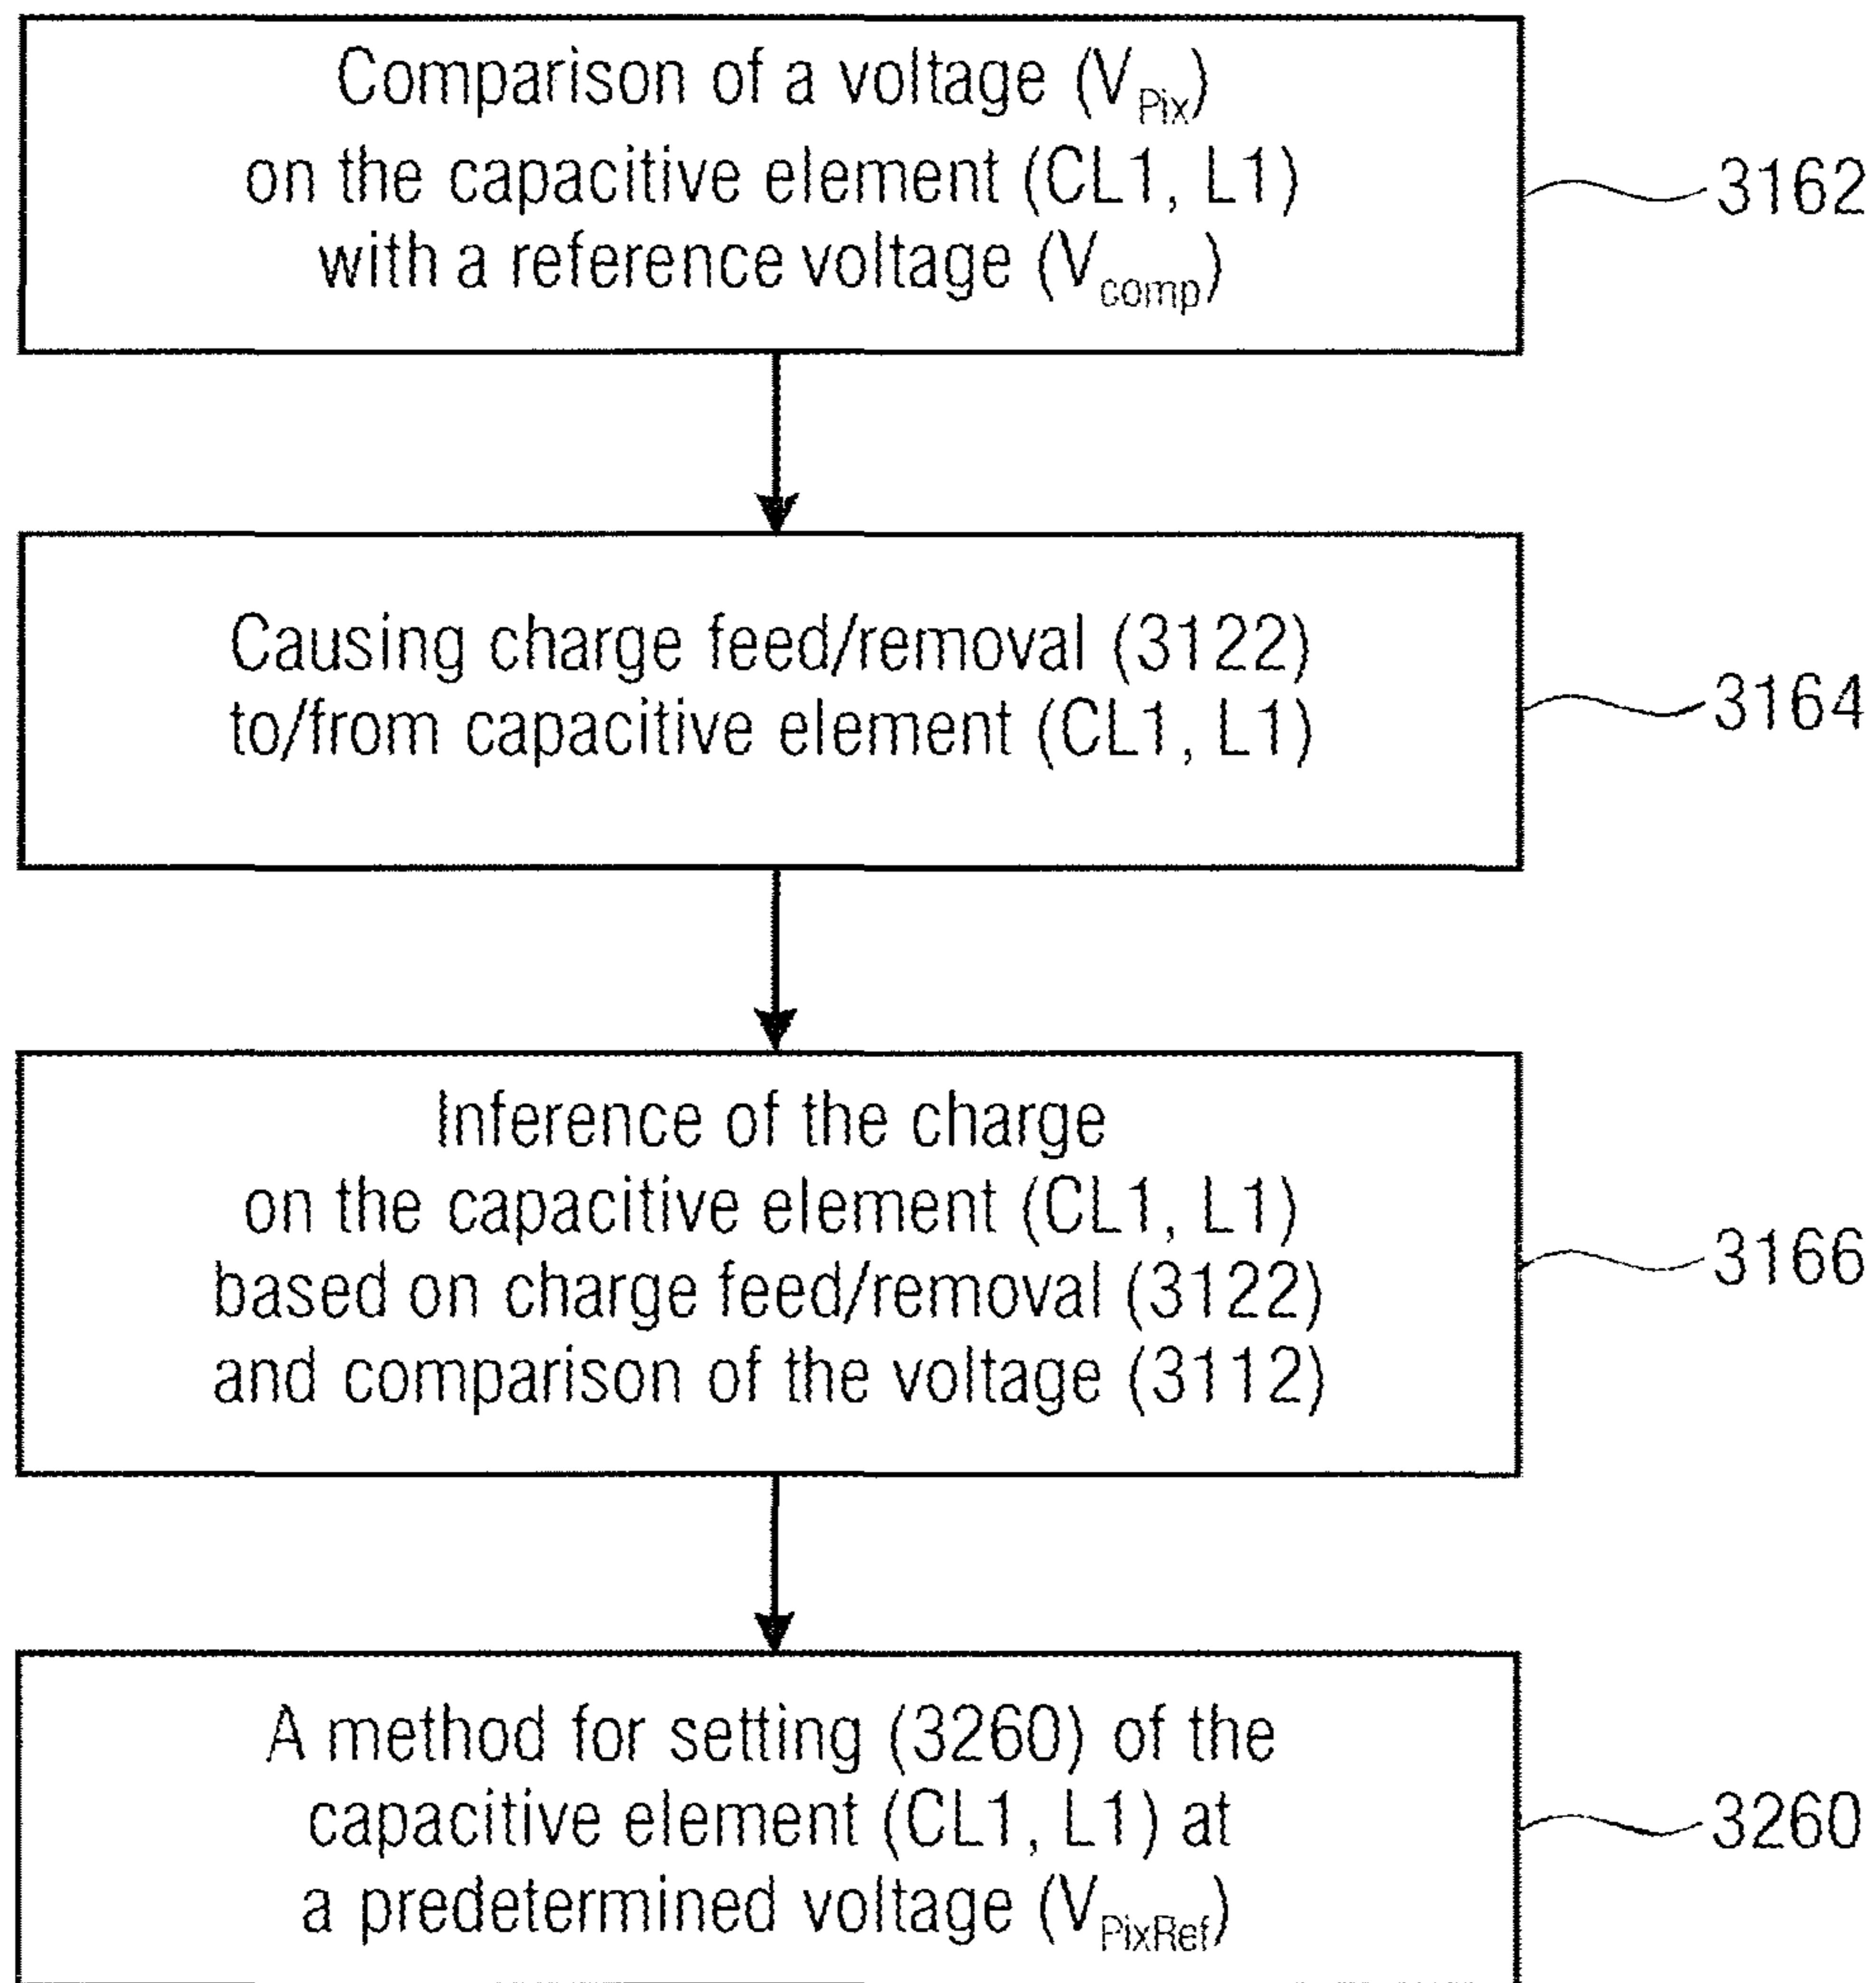 Comparison of a voltage (V_Pix)
on the capacitive element (CL1, L1)
with a reference voltage (V_comp)
3162
Causing charge feed/removal (3122)
to/from capacitive element (CL1, L1)
3164
Inference of the charge
on the capacitive element (CL1, L1)
based on charge feed/removal (3122)
and comparison of the voltage (3112)
3166
A method for setting (3260) of the
capacitive element (CL1, L1) at
a predetermined voltage (V_PixRef)
3260